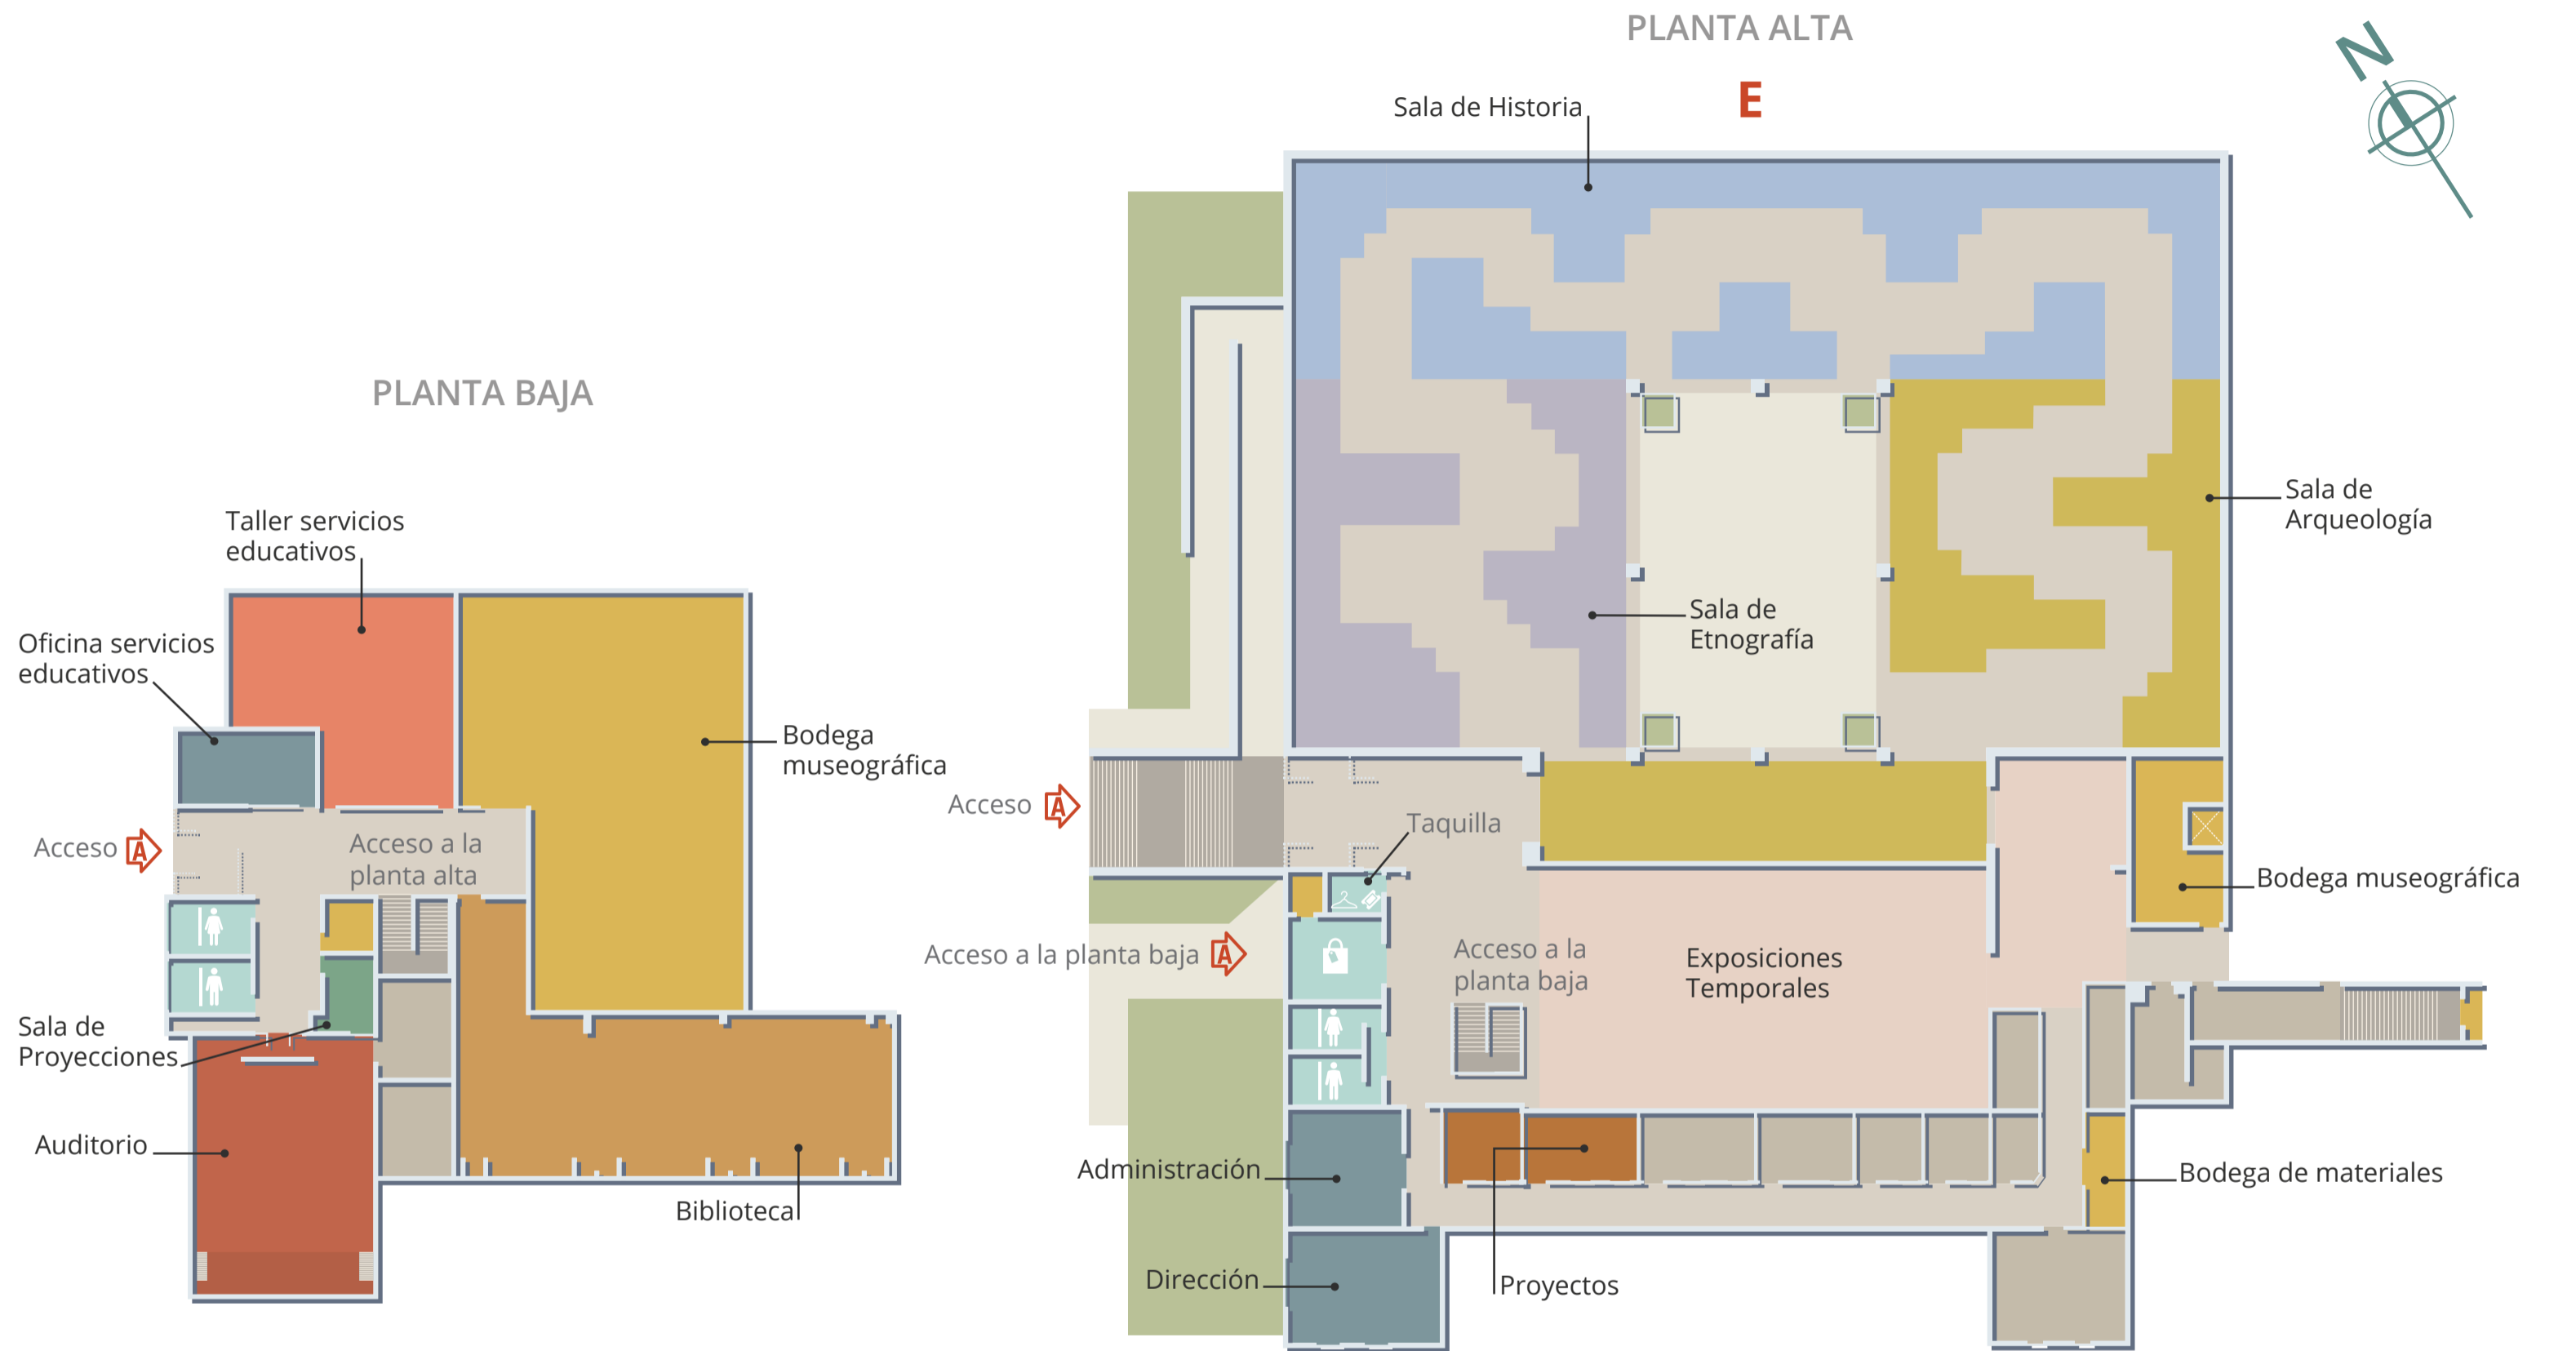 PLANTA ALTA
N
E
Sala de Historia
PLANTA BAJA
Taller servicios
educativos
Oficina servicios
educativos
Bodega
museográfica
Acceso
A
Acceso a la
planta alta
Sala de
Proyecciones
Auditorio
Biblioteca
Sala de
Arqueología
Sala de
Etnografía
Acceso
A
Taquilla
Bodega museográfica
Acceso a la planta baja
A
Acceso a la
planta baja
Exposiciones
Temporales
Administración
Bodega de materiales
Dirección
Proyectos